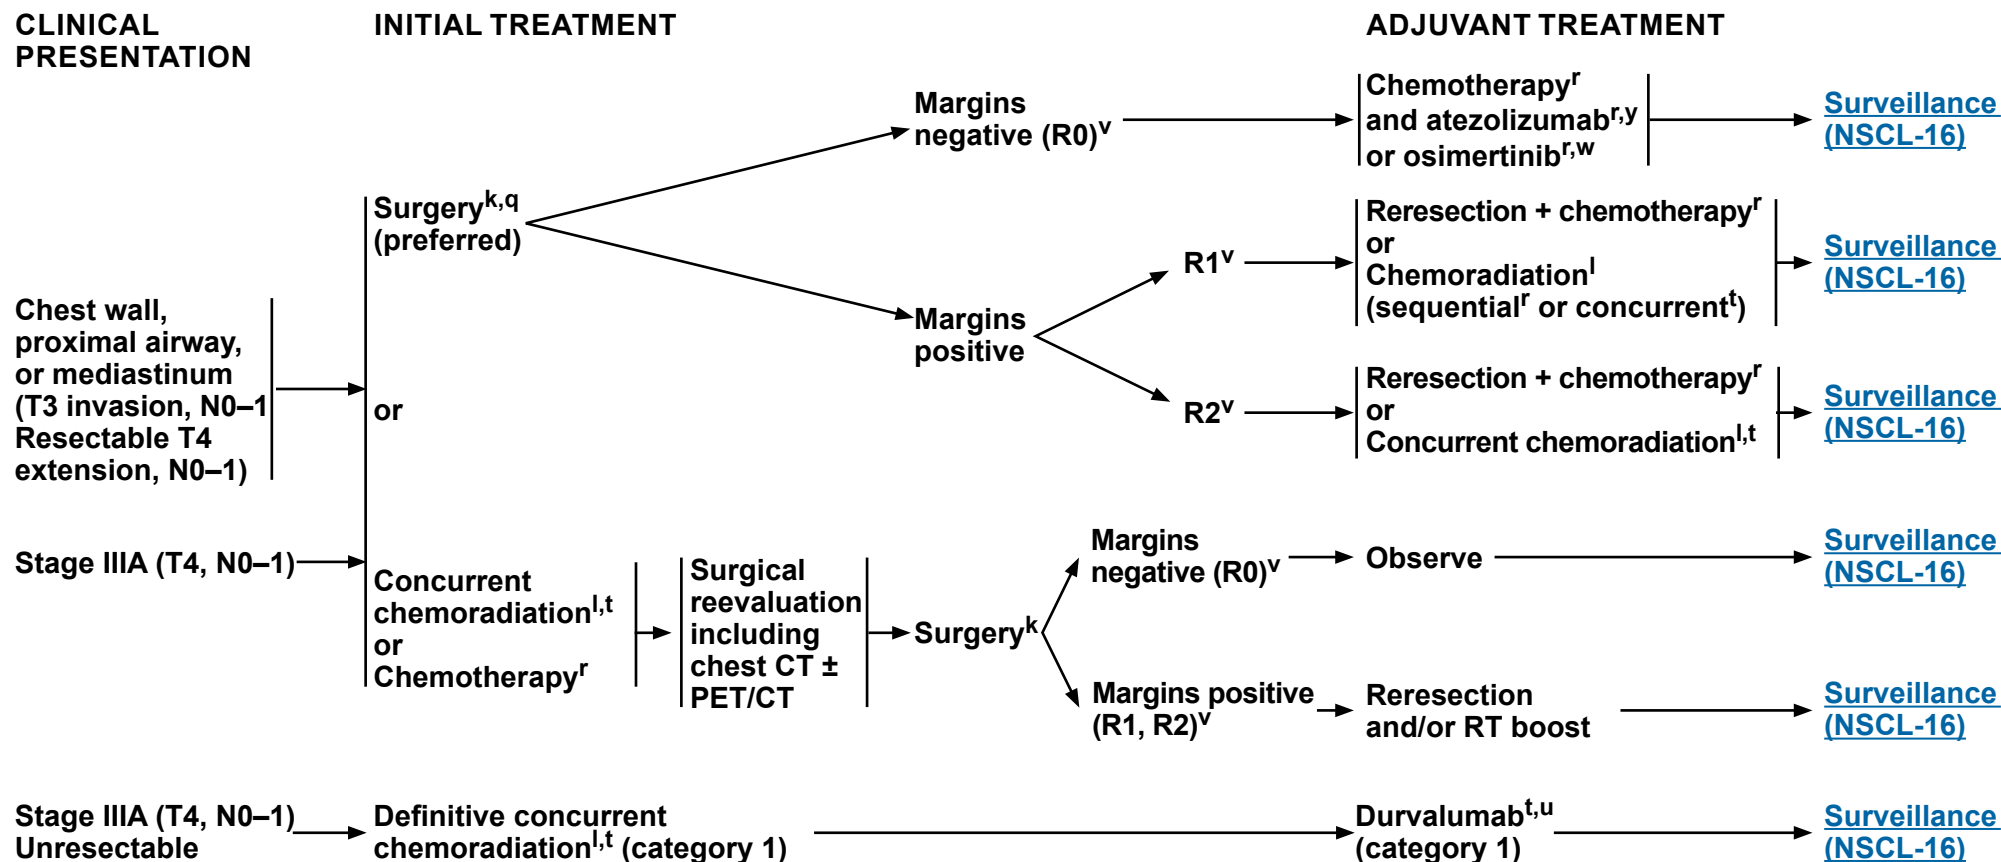 CLINICAL
PRESENTATION
INITIAL TREATMENT
ADJUVANT TREATMENT
Chest wall,
proximal airway,
or mediastinum
(T3 invasion, N0–1
Resectable T4
extension, N0–1)
Stage IIIA (T4, N0–1)
Surgeryk,q
(preferred)
or
Concurrent
chemoradiationl,t
or
Chemotherapyr
Margins
negative (R0)v
Chemotherapyr
and atezolizumabr,y
or osimertinibr,w
Surveillance
(NSCL-16)
Margins
positive
R1v
Reresection + chemotherapyr
or
Chemoradiationl
(sequentialr or concurrentt)
Surveillance
(NSCL-16)
R2v
Reresection + chemotherapyr
or
Concurrent chemoradiationl,t
Surveillance
(NSCL-16)
Surgical
reevaluation
including
chest CT ±
PET/CT
Surgeryk
Margins
negative (R0)v
Observe
Surveillance
(NSCL-16)
Margins positive
(R1, R2)v
Reresection
and/or RT boost
Surveillance
(NSCL-16)
Stage IIIA (T4, N0–1)
Unresectable
Definitive concurrent
chemoradiationl,t (category 1)
Durvalumabt,u
(category 1)
Surveillance
(NSCL-16)